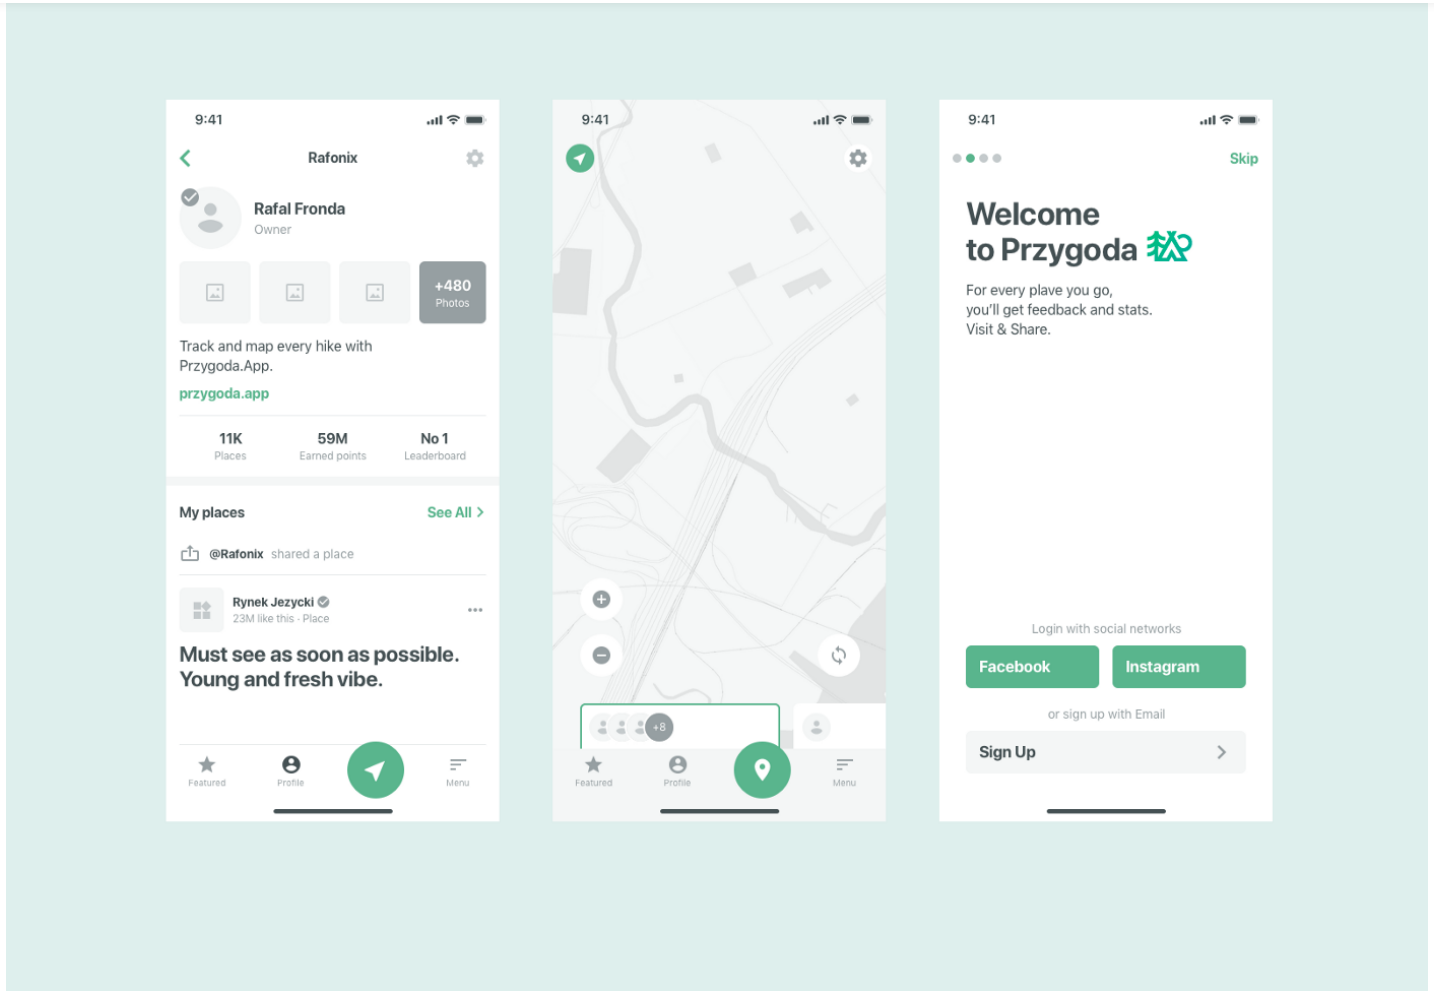 9:41
Rafonix
Rafal Fronda
Owner
+480
Photos
Track and map every hike with
Przygoda.App.
przygoda.app
11K 59M No 1
Places Earned points Leaderboard
My places See All
@Rafonix shared a place
Rynek Jezycki
23M like this · Place
Must see as soon as possible.
Young and fresh vibe.
Featured Profile Menu
9:41
+8
Featured Profile Menu
9:41
Skip
Welcome
to Przygoda
For every plave you go,
you'll get feedback and stats.
Visit & Share.
Login with social networks
Facebook Instagram
or sign up with Email
Sign Up